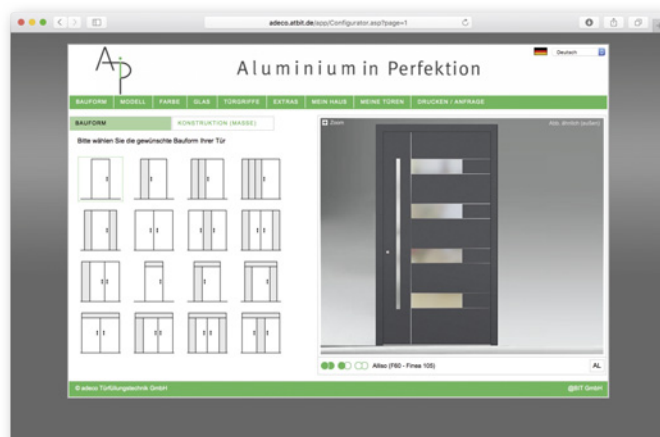 adeco.atbit.de/app/Configurator.asp?page=1
AiP
Aluminium in Perfektion
Deutsch
BAUFORM MODELL FARBE GLAS TÜRGRIFFE EXTRAS MEIN HAUS MEINE TÜREN DRUCKEN / ANFRAGE
BAUFORM KONSTRUKTION (MASSE)
Bitte wählen Sie die gewünschte Bauform Ihrer Tür
Zoom
Abb. ähnlich (außen)
Aliso (F60 - Finea 105)
AL
© adeco Türfüllungstechnik GmbH
@BIT GmbH